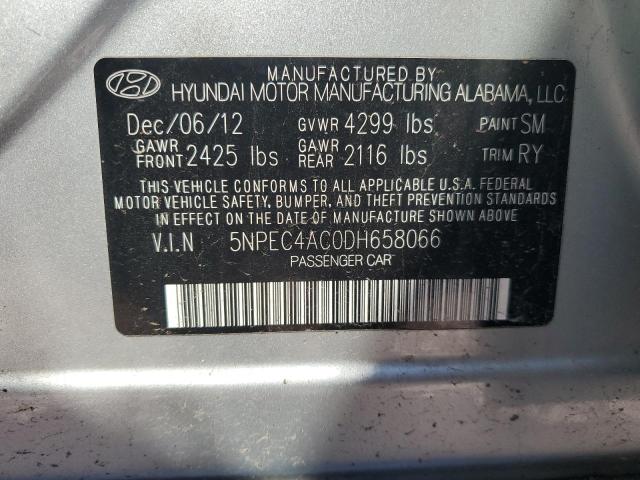 MANUFACTURED BY
HYUNDAI MOTOR MANUFACTURING ALABAMA, LLC
Dec/06/12 GVWR 4299 lbs PAINT SM
GAWR FRONT 2425 lbs GAWR REAR 2116 lbs TRIM RY
THIS VEHICLE CONFORMS TO ALL APPLICABLE U.S.A. FEDERAL
MOTOR VEHICLE SAFETY, BUMPER, AND THEFT PREVENTION STANDARDS
IN EFFECT ON THE DATE OF MANUFACTURE SHOWN ABOVE
V.I.N 5NPEC4AC0DH658066
PASSENGER CAR